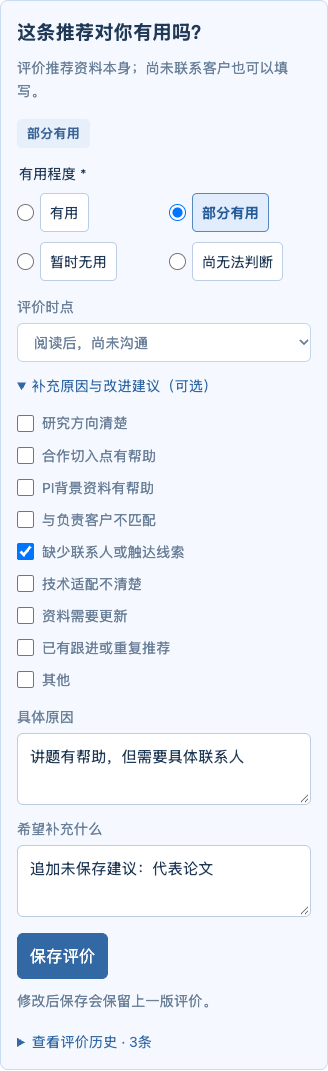 这条推荐对你有用吗？
评价推荐资料本身；尚未联系客户也可以填
写。
部分有用
有用程度 *
有用
部分有用
暂时无用
尚无法判断
评价时点
阅读后，尚未沟通
▼ 补充原因与改进建议（可选）
研究方向清楚
合作切入点有帮助
PI背景资料有帮助
与负责客户不匹配
缺少联系人或触达线索
技术适配不清楚
资料需要更新
已有跟进或重复推荐
其他
具体原因
讲题有帮助，但需要具体联系人
希望补充什么
追加未保存建议：代表论文
保存评价
修改后保存会保留上一版评价。
▶ 查看评价历史 · 3条